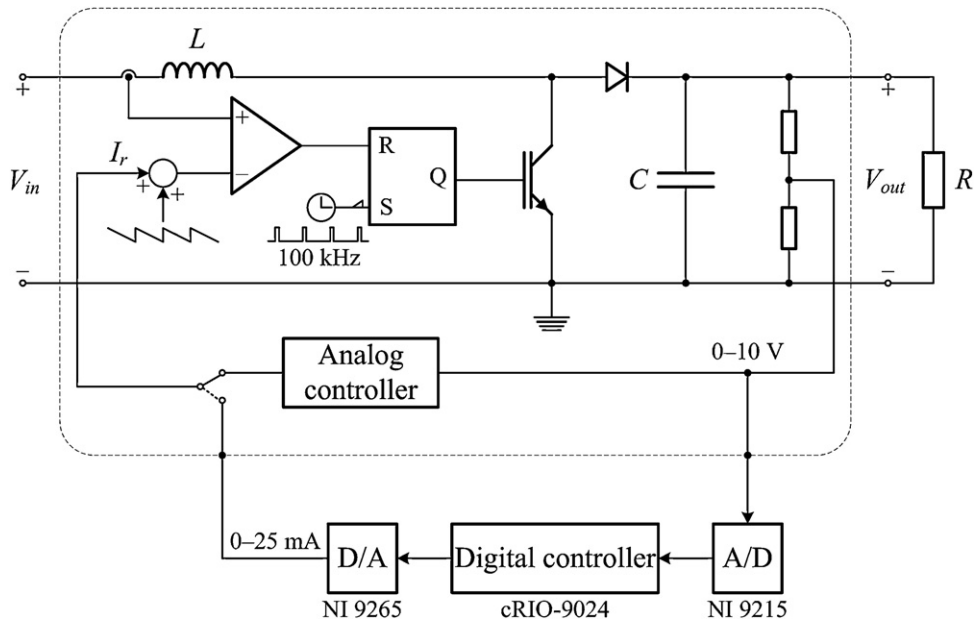 L
+
+
+
R
I_r
−
Q
V_in
+
+
C
V_out
R
S
100 kHz
−
−
Analog
controller
0–10 V
0–25 mA
D/A
Digital controller
A/D
NI 9265
cRIO-9024
NI 9215